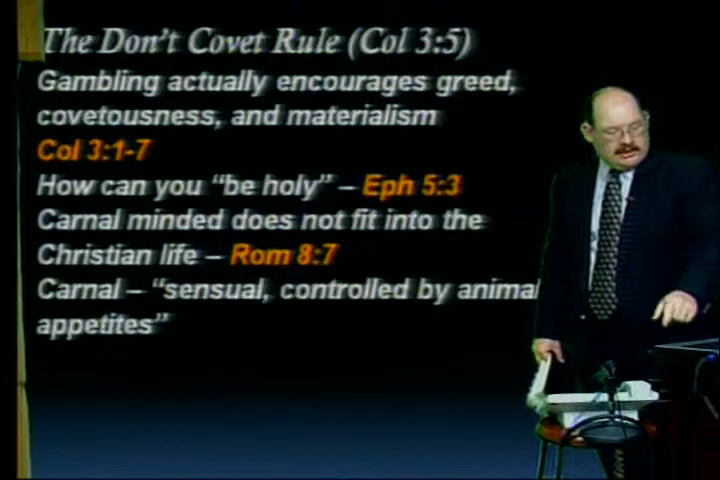 The Don't Covet Rule (Col 3:5)
Gambling actually encourages greed,
covetousness, and materialism
Col 3:1-7
How can you "be holy" – Eph 5:3
Carnal minded does not fit into the
Christian life – Rom 8:7
Carnal – "sensual, controlled by animal
appetites"